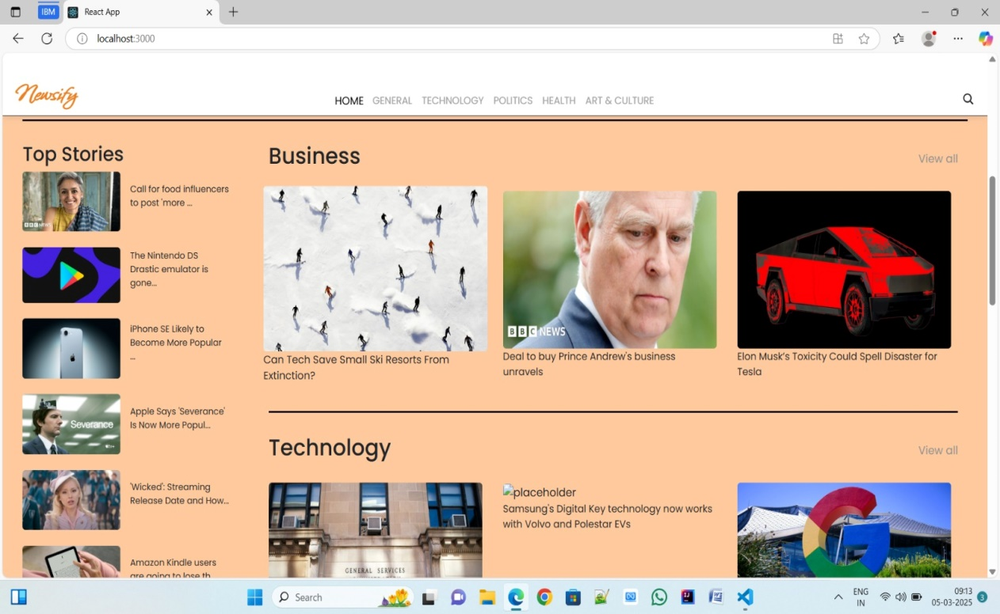 IBM
React App
localhost:3000
Newsify
HOME GENERAL TECHNOLOGY POLITICS HEALTH ART & CULTURE
Top Stories
BBC NEWS
Call for food influencers
to post 'more ...
The Nintendo DS
Drastic emulator is
gone...
iPhone SE Likely to
Become More Popular
...
Severance
Apple Says 'Severance'
Is Now More Popul...
'Wicked': Streaming
Release Date and How...
Amazon Kindle users
are going to lose th...
Business
View all
Can Tech Save Small Ski Resorts From
Extinction?
BBC NEWS
Deal to buy Prince Andrew's business
unravels
Elon Musk's Toxicity Could Spell Disaster for
Tesla
Technology
View all
GENERAL SERVICES
placeholder
Samsung's Digital Key technology now works
with Volvo and Polestar EVs
Search
ENG
IN
09:13
05-03-2025
3